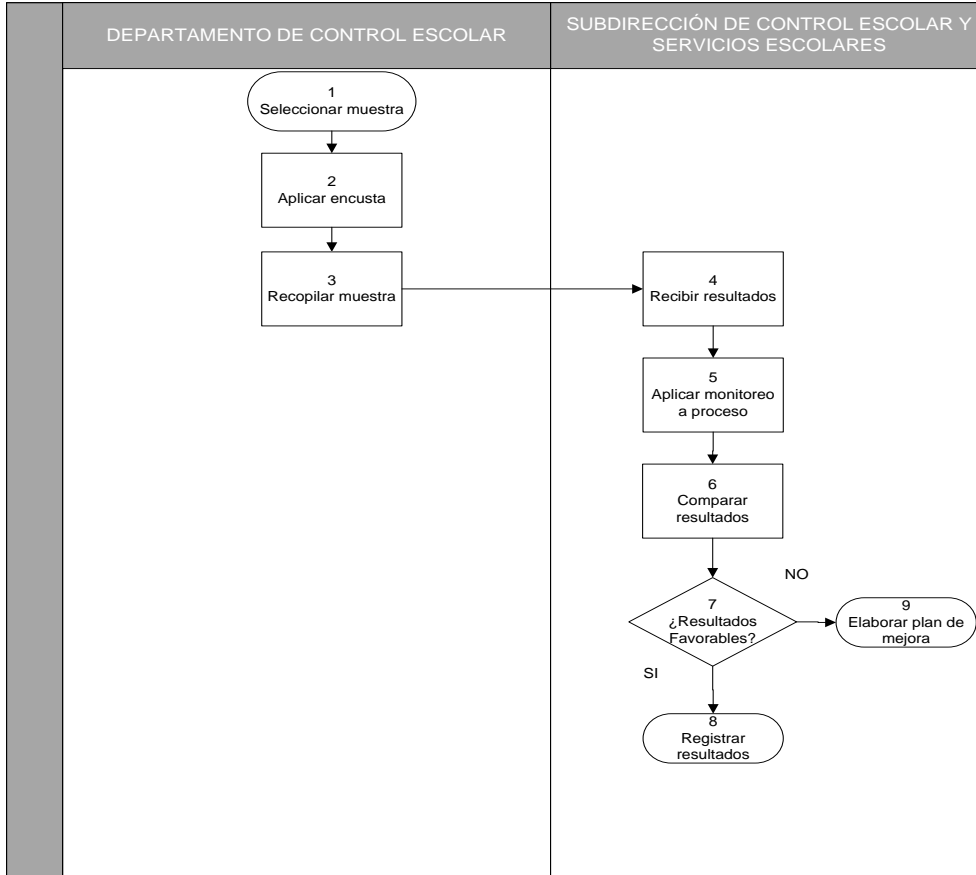 DEPARTAMENTO DE CONTROL ESCOLAR
SUBDIRECCIÓN DE CONTROL ESCOLAR Y
SERVICIOS ESCOLARES
1
Seleccionar muestra
2
Aplicar encusta
3
Recopilar muestra
4
Recibir resultados
5
Aplicar monitoreo
a proceso
6
Comparar
resultados
NO
7
¿Resultados
Favorables?
9
Elaborar plan de
mejora
SI
8
Registrar
resultados